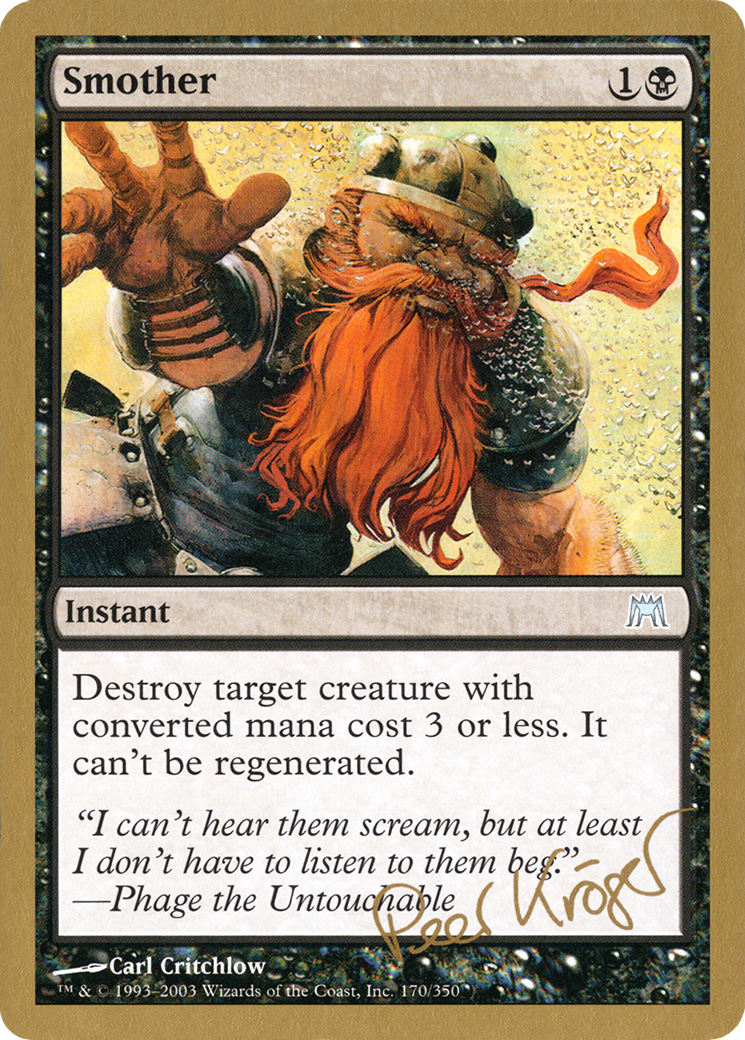 Smother 1
Instant
Destroy target creature with
converted mana cost 3 or less. It
can't be regenerated.
"I can't hear them scream, but at least
I don't have to listen to them beg."
—Phage the Untouchable
Peer Kröger
Carl Critchlow
™ & © 1993–2003 Wizards of the Coast, Inc. 170/350